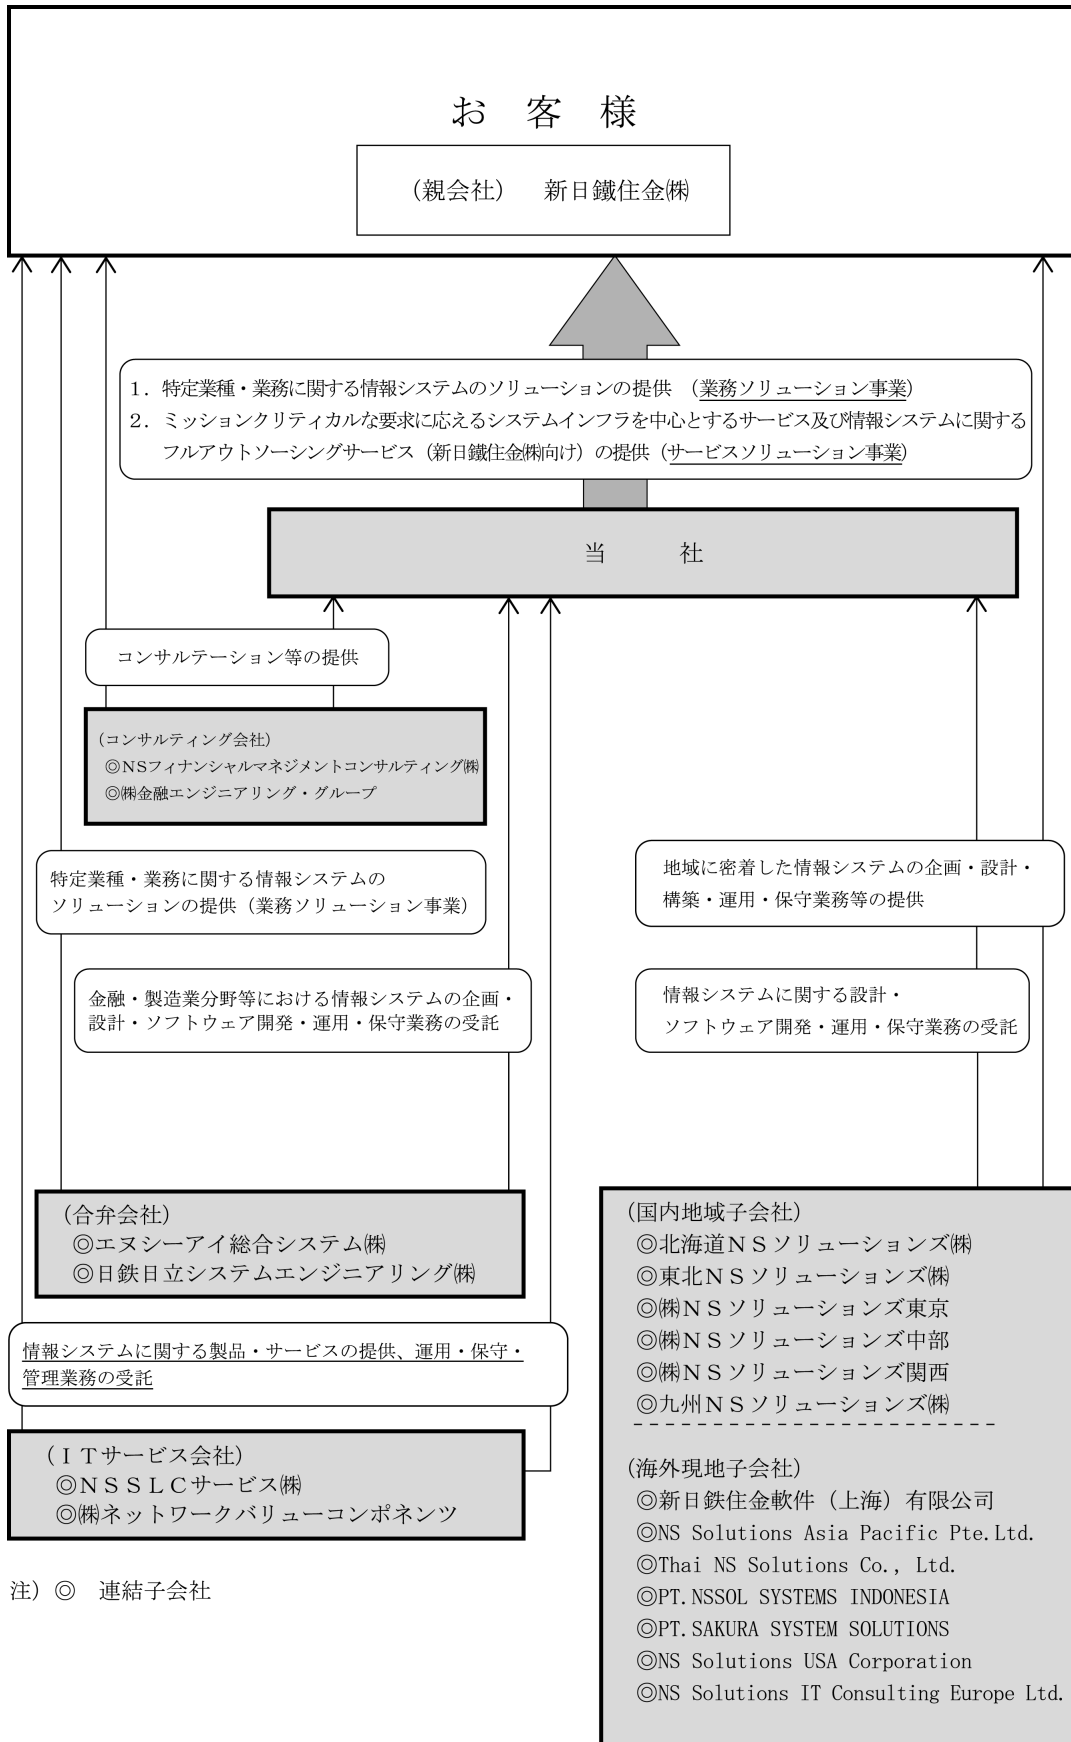 お　客　様
（親会社）　新日鐵住金㈱
１．特定業種・業務に関する情報システムのソリューションの提供　（業務ソリューション事業）
２．ミッションクリティカルな要求に応えるシステムインフラを中心とするサービス及び情報システムに関する
フルアウトソーシングサービス（新日鐵住金㈱向け）の提供（サービスソリューション事業）
当　　　社
コンサルテーション等の提供
（コンサルティング会社）
◎NSフィナンシャルマネジメントコンサルティング㈱
◎㈱金融エンジニアリング・グループ
特定業種・業務に関する情報システムの
ソリューションの提供（業務ソリューション事業）
金融・製造業分野等における情報システムの企画・
設計・ソフトウェア開発・運用・保守業務の受託
地域に密着した情報システムの企画・設計・
構築・運用・保守業務等の提供
情報システムに関する設計・
ソフトウェア開発・運用・保守業務の受託
（合弁会社）
◎エヌシーアイ総合システム㈱
◎日鉄日立システムエンジニアリング㈱
情報システムに関する製品・サービスの提供、運用・保守・
管理業務の受託
（ＩＴサービス会社）
◎ＮＳＳＬＣサービス㈱
◎㈱ネットワークバリューコンポネンツ
（国内地域子会社）
◎北海道ＮＳソリューションズ㈱
◎東北ＮＳソリューションズ㈱
◎㈱ＮＳソリューションズ東京
◎㈱ＮＳソリューションズ中部
◎㈱ＮＳソリューションズ関西
◎九州ＮＳソリューションズ㈱
（海外現地子会社）
◎新日鉄住金軟件（上海）有限公司
◎NS Solutions Asia Pacific Pte.Ltd.
◎Thai NS Solutions Co., Ltd.
◎PT.NSSOL SYSTEMS INDONESIA
◎PT.SAKURA SYSTEM SOLUTIONS
◎NS Solutions USA Corporation
◎NS Solutions IT Consulting Europe Ltd.
注）◎　連結子会社